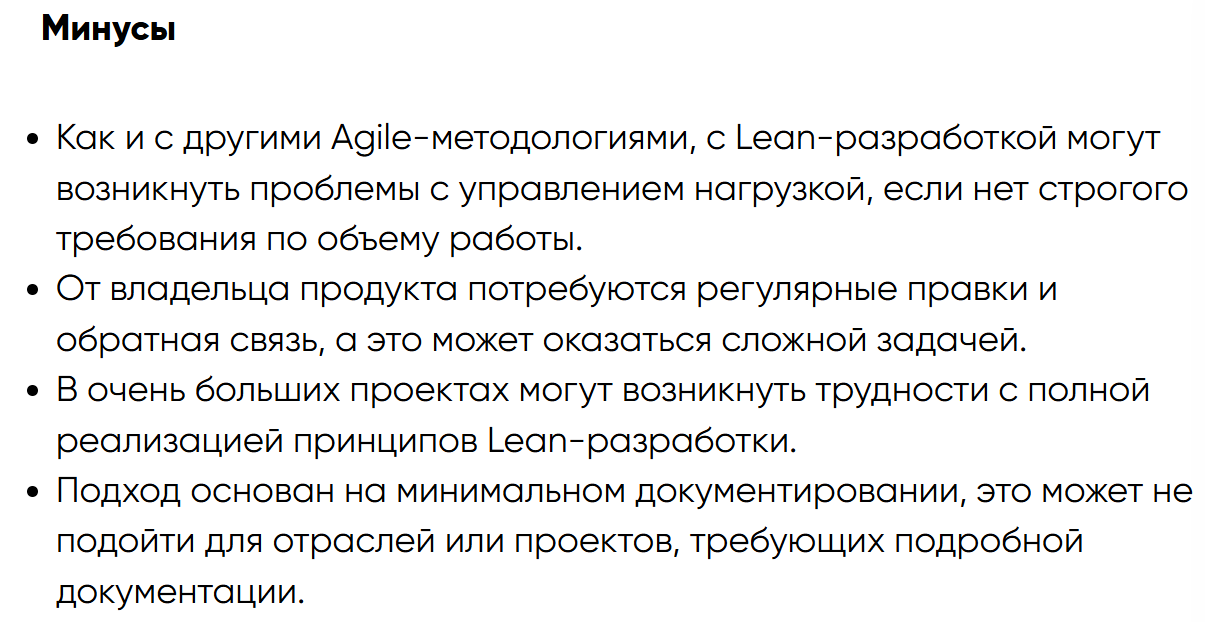 Минусы
• Как и с другими Agile-методологиями, с Lean-разработкой могут
возникнуть проблемы с управлением нагрузкой, если нет строгого
требования по объему работы.
• От владельца продукта потребуются регулярные правки и
обратная связь, а это может оказаться сложной задачей.
• В очень больших проектах могут возникнуть трудности с полной
реализацией принципов Lean-разработки.
• Подход основан на минимальном документировании, это может не
подойти для отраслей или проектов, требующих подробной
документации.